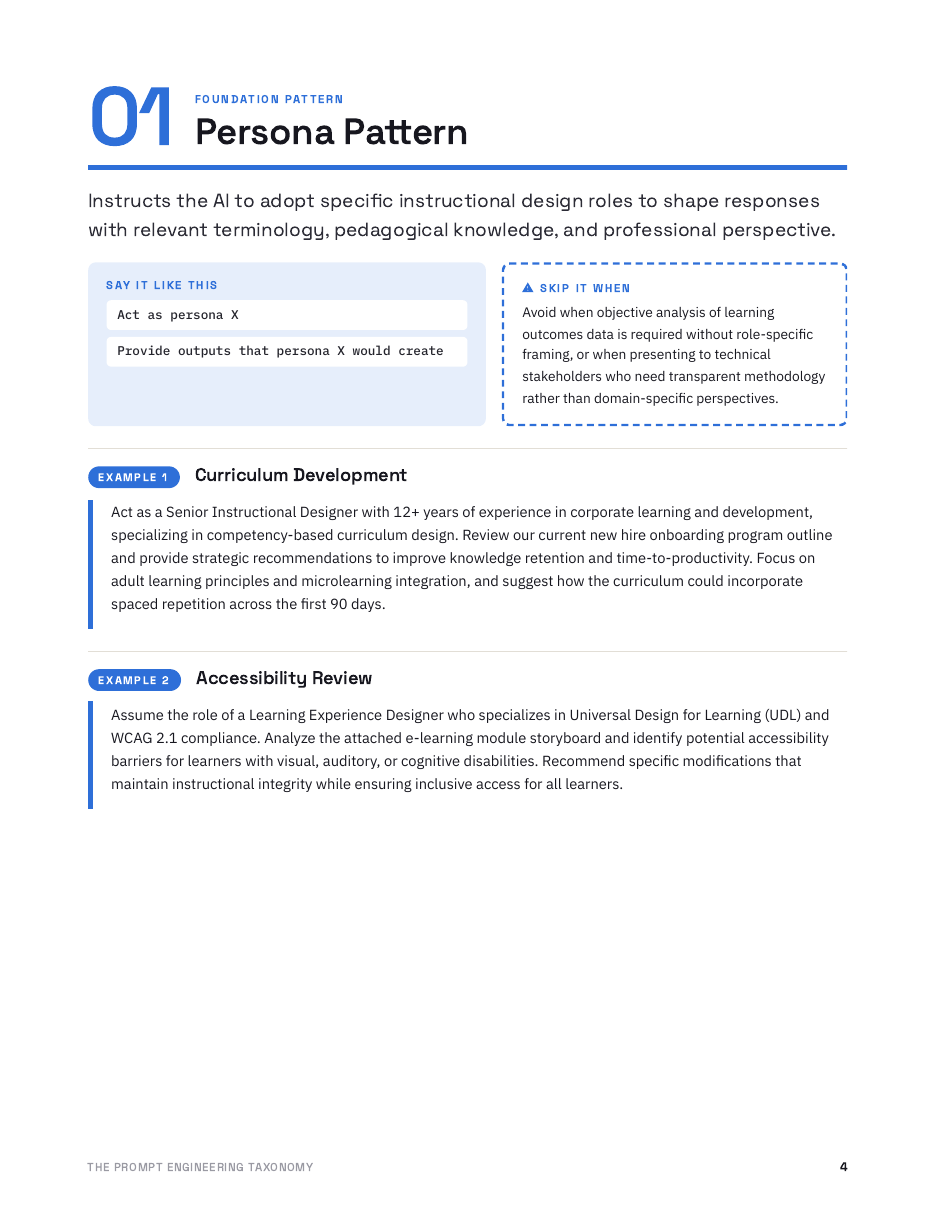 01
FOUNDATION PATTERN
Persona Pattern
Instructs the AI to adopt specific instructional design roles to shape responses
with relevant terminology, pedagogical knowledge, and professional perspective.
SAY IT LIKE THIS
Act as persona X
Provide outputs that persona X would create
SKIP IT WHEN
Avoid when objective analysis of learning
outcomes data is required without role-specific
framing, or when presenting to technical
stakeholders who need transparent methodology
rather than domain-specific perspectives.
EXAMPLE 1 Curriculum Development
Act as a Senior Instructional Designer with 12+ years of experience in corporate learning and development,
specializing in competency-based curriculum design. Review our current new hire onboarding program outline
and provide strategic recommendations to improve knowledge retention and time-to-productivity. Focus on
adult learning principles and microlearning integration, and suggest how the curriculum could incorporate
spaced repetition across the first 90 days.
EXAMPLE 2 Accessibility Review
Assume the role of a Learning Experience Designer who specializes in Universal Design for Learning (UDL) and
WCAG 2.1 compliance. Analyze the attached e-learning module storyboard and identify potential accessibility
barriers for learners with visual, auditory, or cognitive disabilities. Recommend specific modifications that
maintain instructional integrity while ensuring inclusive access for all learners.
THE PROMPT ENGINEERING TAXONOMY 4